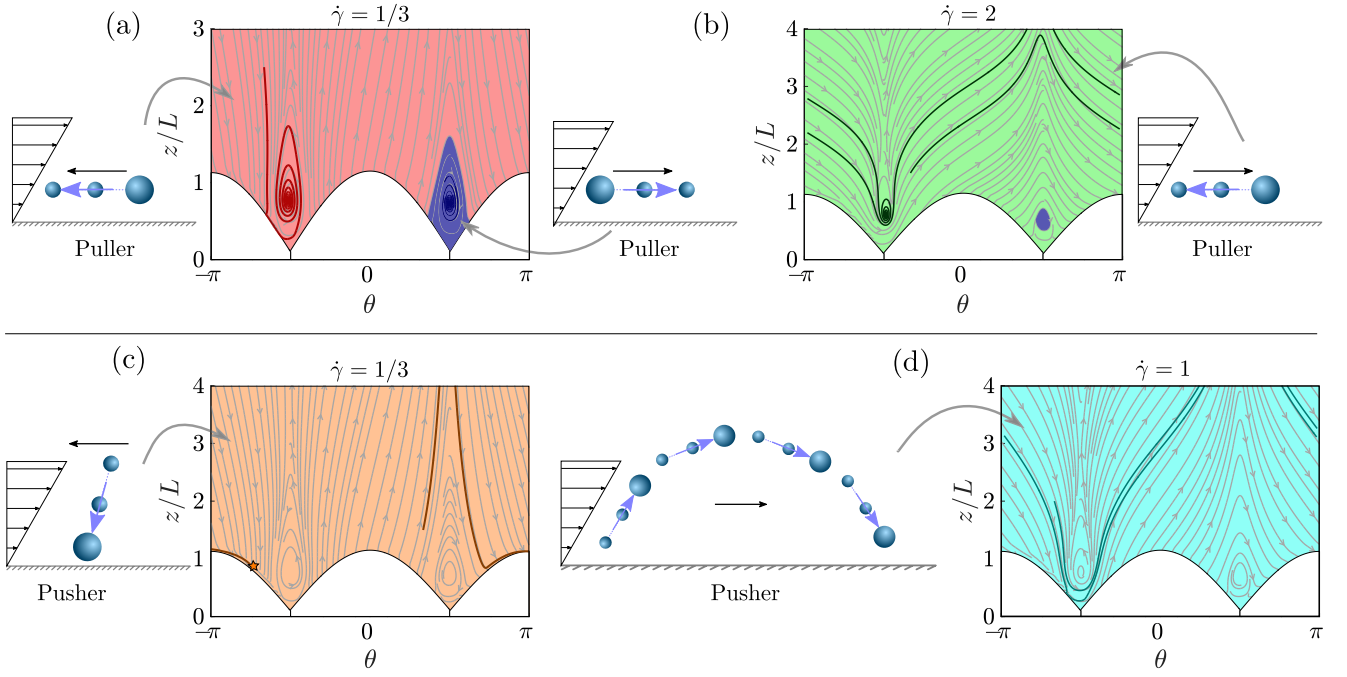 (a)
γ̇ = 1/3
z/L
3
2
1
0
−π
0
π
θ
Puller
Puller
(b)
γ̇ = 2
z/L
4
3
2
1
0
−π
0
π
θ
Puller
(c)
γ̇ = 1/3
z/L
4
3
2
1
0
−π
0
π
θ
Pusher
Pusher
(d)
γ̇ = 1
z/L
4
3
2
1
0
−π
0
π
θ